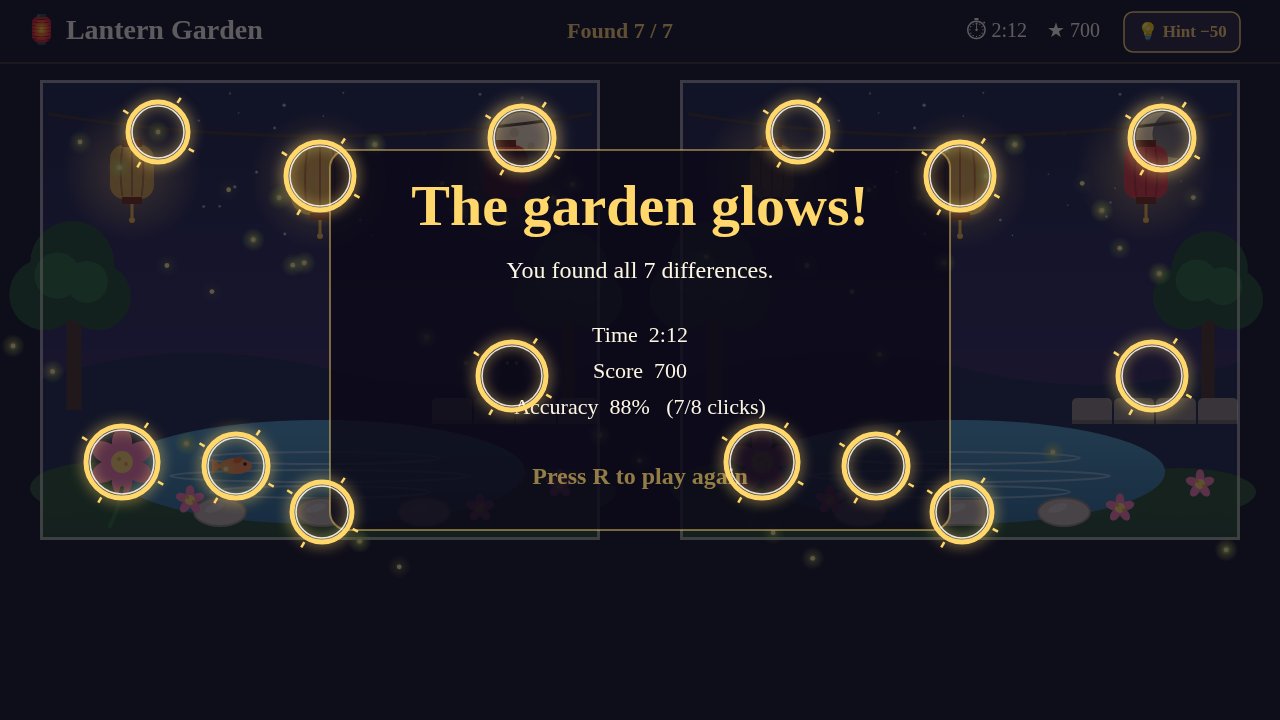 Lantern Garden
Found 7 / 7
2:12
★ 700
Hint −50
The garden glows!
You found all 7 differences.
Time 2:12
Score 700
Accuracy 88% (7/8 clicks)
Press R to play again